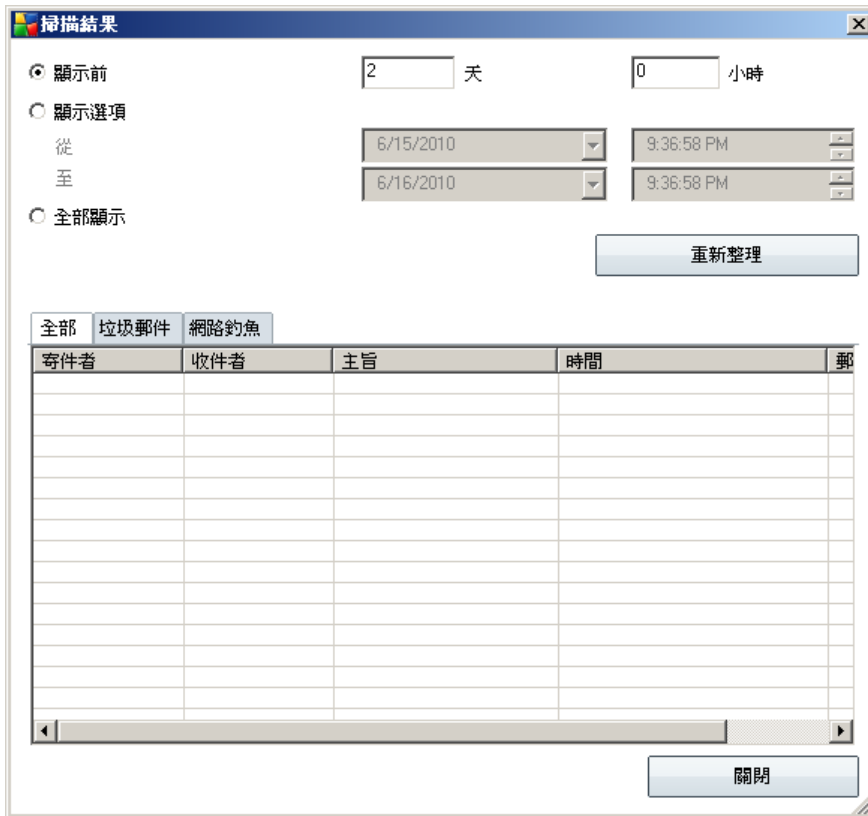 掃描結果
顯示前 2 天 0 小時
顯示選項
從 6/15/2010 9:36:58 PM
至 6/16/2010 9:36:58 PM
全部顯示
重新整理
全部 垃圾郵件 網路釣魚
寄件者 收件者 主旨 時間 郵
關閉